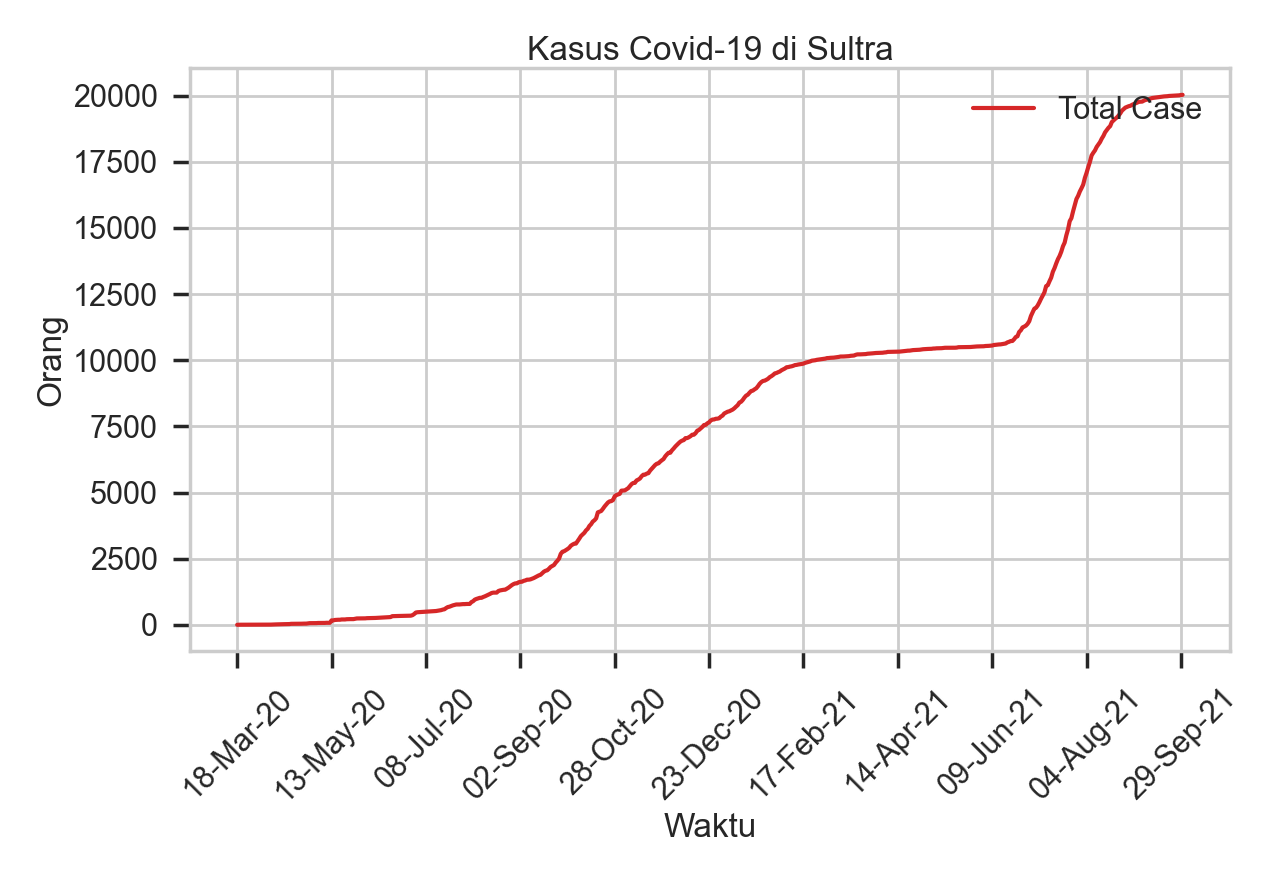 Kasus Covid-19 di Sultra
Total Case
20000
17500
15000
12500
10000
7500
5000
2500
0
Orang
18-Mar-20
13-May-20
08-Jul-20
02-Sep-20
28-Oct-20
23-Dec-20
17-Feb-21
14-Apr-21
09-Jun-21
04-Aug-21
29-Sep-21
Waktu